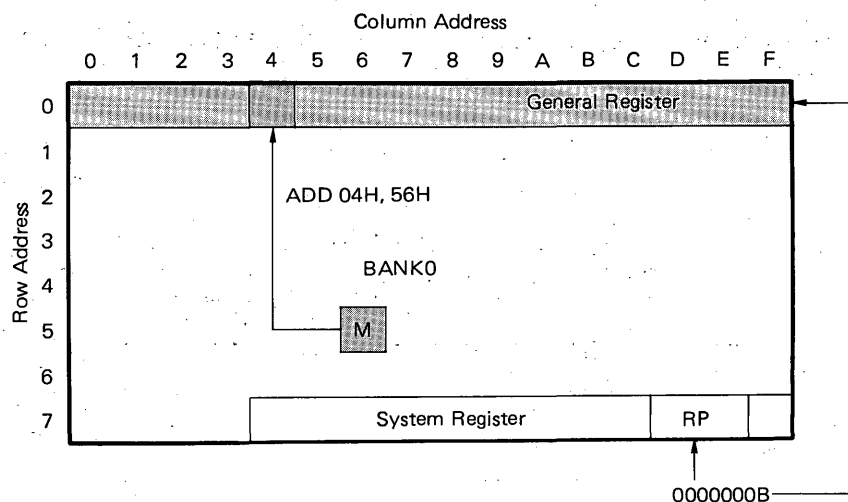 Column Address
0 1 2 3 4 5 6 7 8 9 A B C D E F
0 General Register
1
2 ADD 04H, 56H
3
BANK0
4
5 M
6
7 System Register RP
Row Address
0000000B